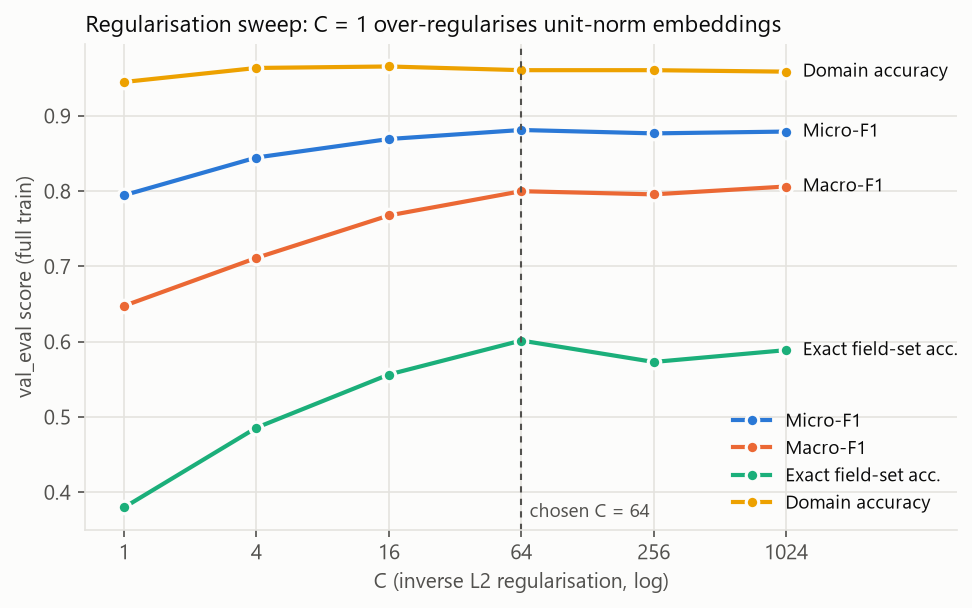 Regularisation sweep: C = 1 over-regularises unit-norm embeddings
val_eval score (full train)
0.9
0.8
0.7
0.6
0.5
0.4
Domain accuracy
Micro-F1
Macro-F1
Exact field-set acc.
Micro-F1
Macro-F1
Exact field-set acc.
Domain accuracy
chosen C = 64
1 4 16 64 256 1024
C (inverse L2 regularisation, log)